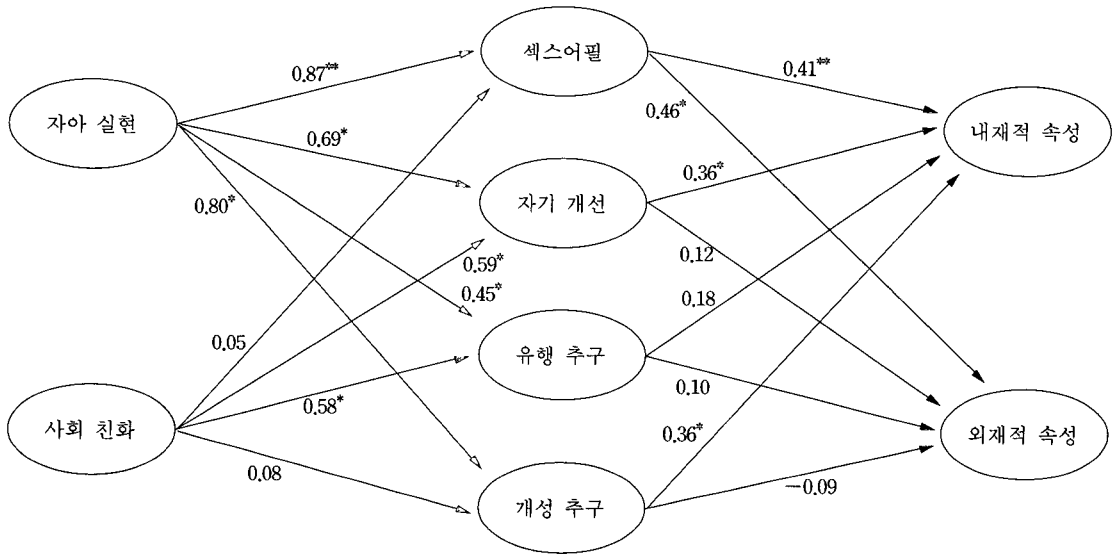 섹스어필
0.87**
0.41**
자아 실현
0.46*
내재적 속성
0.69*
0.36*
0.80*
자기 개선
0.12
0.59*
0.45*
0.18
0.05
유행 추구
0.58*
0.10
사회 친화
0.36*
외재적 속성
0.08
-0.09
개성 추구